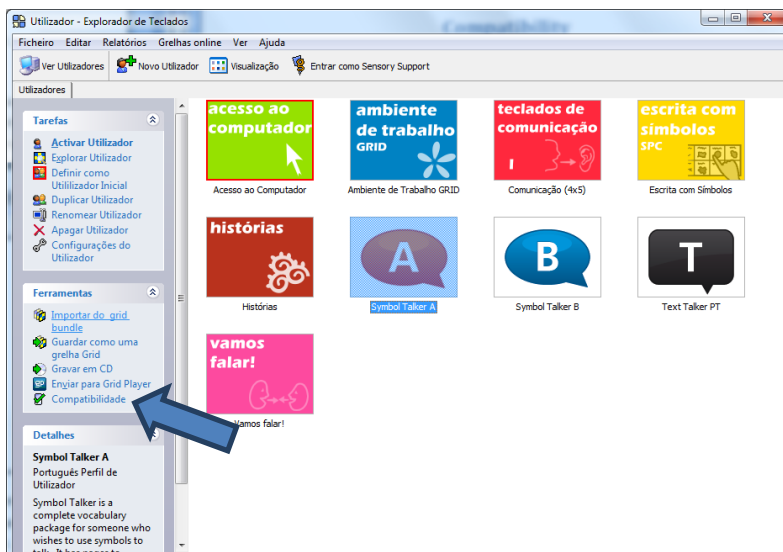 Utilizador - Explorador de Teclados
Compatibility
Ficheiro Editar Relatórios Grelhas online Ver Ajuda
Ver Utilizadores Novo Utilizador Visualização Entrar como Sensory Support
Utilizadores
Tarefas
Activar Utilizador
Explorar Utilizador
Definir como
Utililizador Inicial
Duplicar Utilizador
Renomear Utilizador
Apagar Utilizador
Configurações do
Utilizador
Ferramentas
Importar do grid
bundle
Guardar como uma
grelha Grid
Gravar em CD
Enviar para Grid Player
Compatibilidade
Detalhes
Symbol Talker A
Português Perfil de
Utilizador
Symbol Talker is a
complete vocabulary
package for someone who
wishes to use symbols to
acesso ao
computador
Acesso ao Computador
ambiente
de trabalho
GRID
Ambiente de Trabalho GRID
teclados de
comunicação
Comunicação (4x5)
escrita com
símbolos
SPC
Escrita com Símbolos
histórias
Histórias
A
Symbol Talker A
B
Symbol Talker B
T
Text Talker PT
vamos
falar!
Vamos falar!